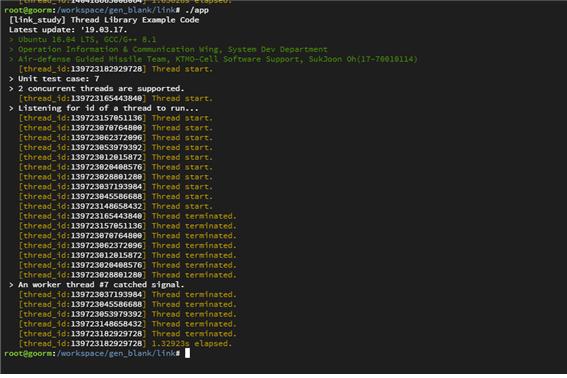 [thread_id:140418683008864] 1.63028s elapsed.
root@goorm:/workspace/gen_blank/link# ./app
[link_study] Thread Library Example Code
Latest update: '19.03.17.
> Ubuntu 16.04 LTS, GCC/G++ 8.1
> Operation Information & Communication Wing, System Dev Department
> Air-defense Guided Missile Team, KTMO-Cell Software Support, SukJoon Oh(17-76010114)
[thread_id:139723182929728] Thread start.
> Unit test case: 7
> 2 concurrent threads are supported.
[thread_id:139723165443840] Thread start.
> Listening for id of a thread to run...
[thread_id:139723157051136] Thread start.
[thread_id:139723070764800] Thread start.
[thread_id:139723062372096] Thread start.
[thread_id:139723053979392] Thread start.
[thread_id:139723012015872] Thread start.
[thread_id:139723020408576] Thread start.
[thread_id:139723028801280] Thread start.
[thread_id:139723037193984] Thread start.
[thread_id:139723045586688] Thread start.
[thread_id:139723148658432] Thread start.
[thread_id:139723165443840] Thread terminated.
[thread_id:139723157051136] Thread terminated.
[thread_id:139723070764800] Thread terminated.
[thread_id:139723062372096] Thread terminated.
[thread_id:139723012015872] Thread terminated.
[thread_id:139723020408576] Thread terminated.
[thread_id:139723028801280] Thread terminated.
> An worker thread #7 catched signal.
[thread_id:139723037193984] Thread terminated.
[thread_id:139723045586688] Thread terminated.
[thread_id:139723053979392] Thread terminated.
[thread_id:139723148658432] Thread terminated.
[thread_id:139723182929728] Thread terminated.
[thread_id:139723182929728] 1.32923s elapsed.
root@goorm:/workspace/gen_blank/link#